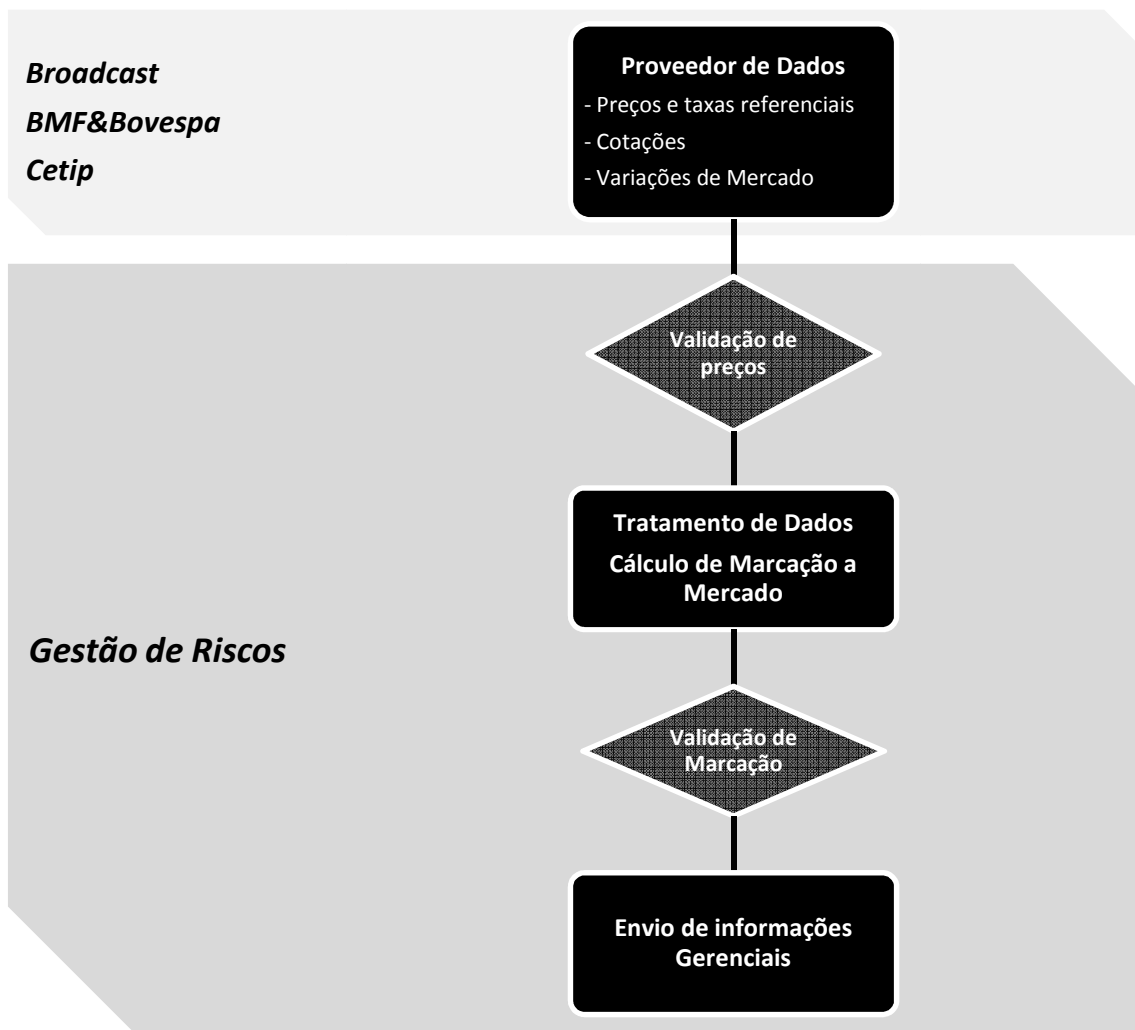 Broadcast
BMF&Bovespa
Cetip
Proveedor de Dados
- Preços e taxas referenciais
- Cotações
- Variações de Mercado
Validação de
preços
Tratamento de Dados
Cálculo de Marcação a
Mercado
Gestão de Riscos
Validação de
Marcação
Envio de informações
Gerenciais